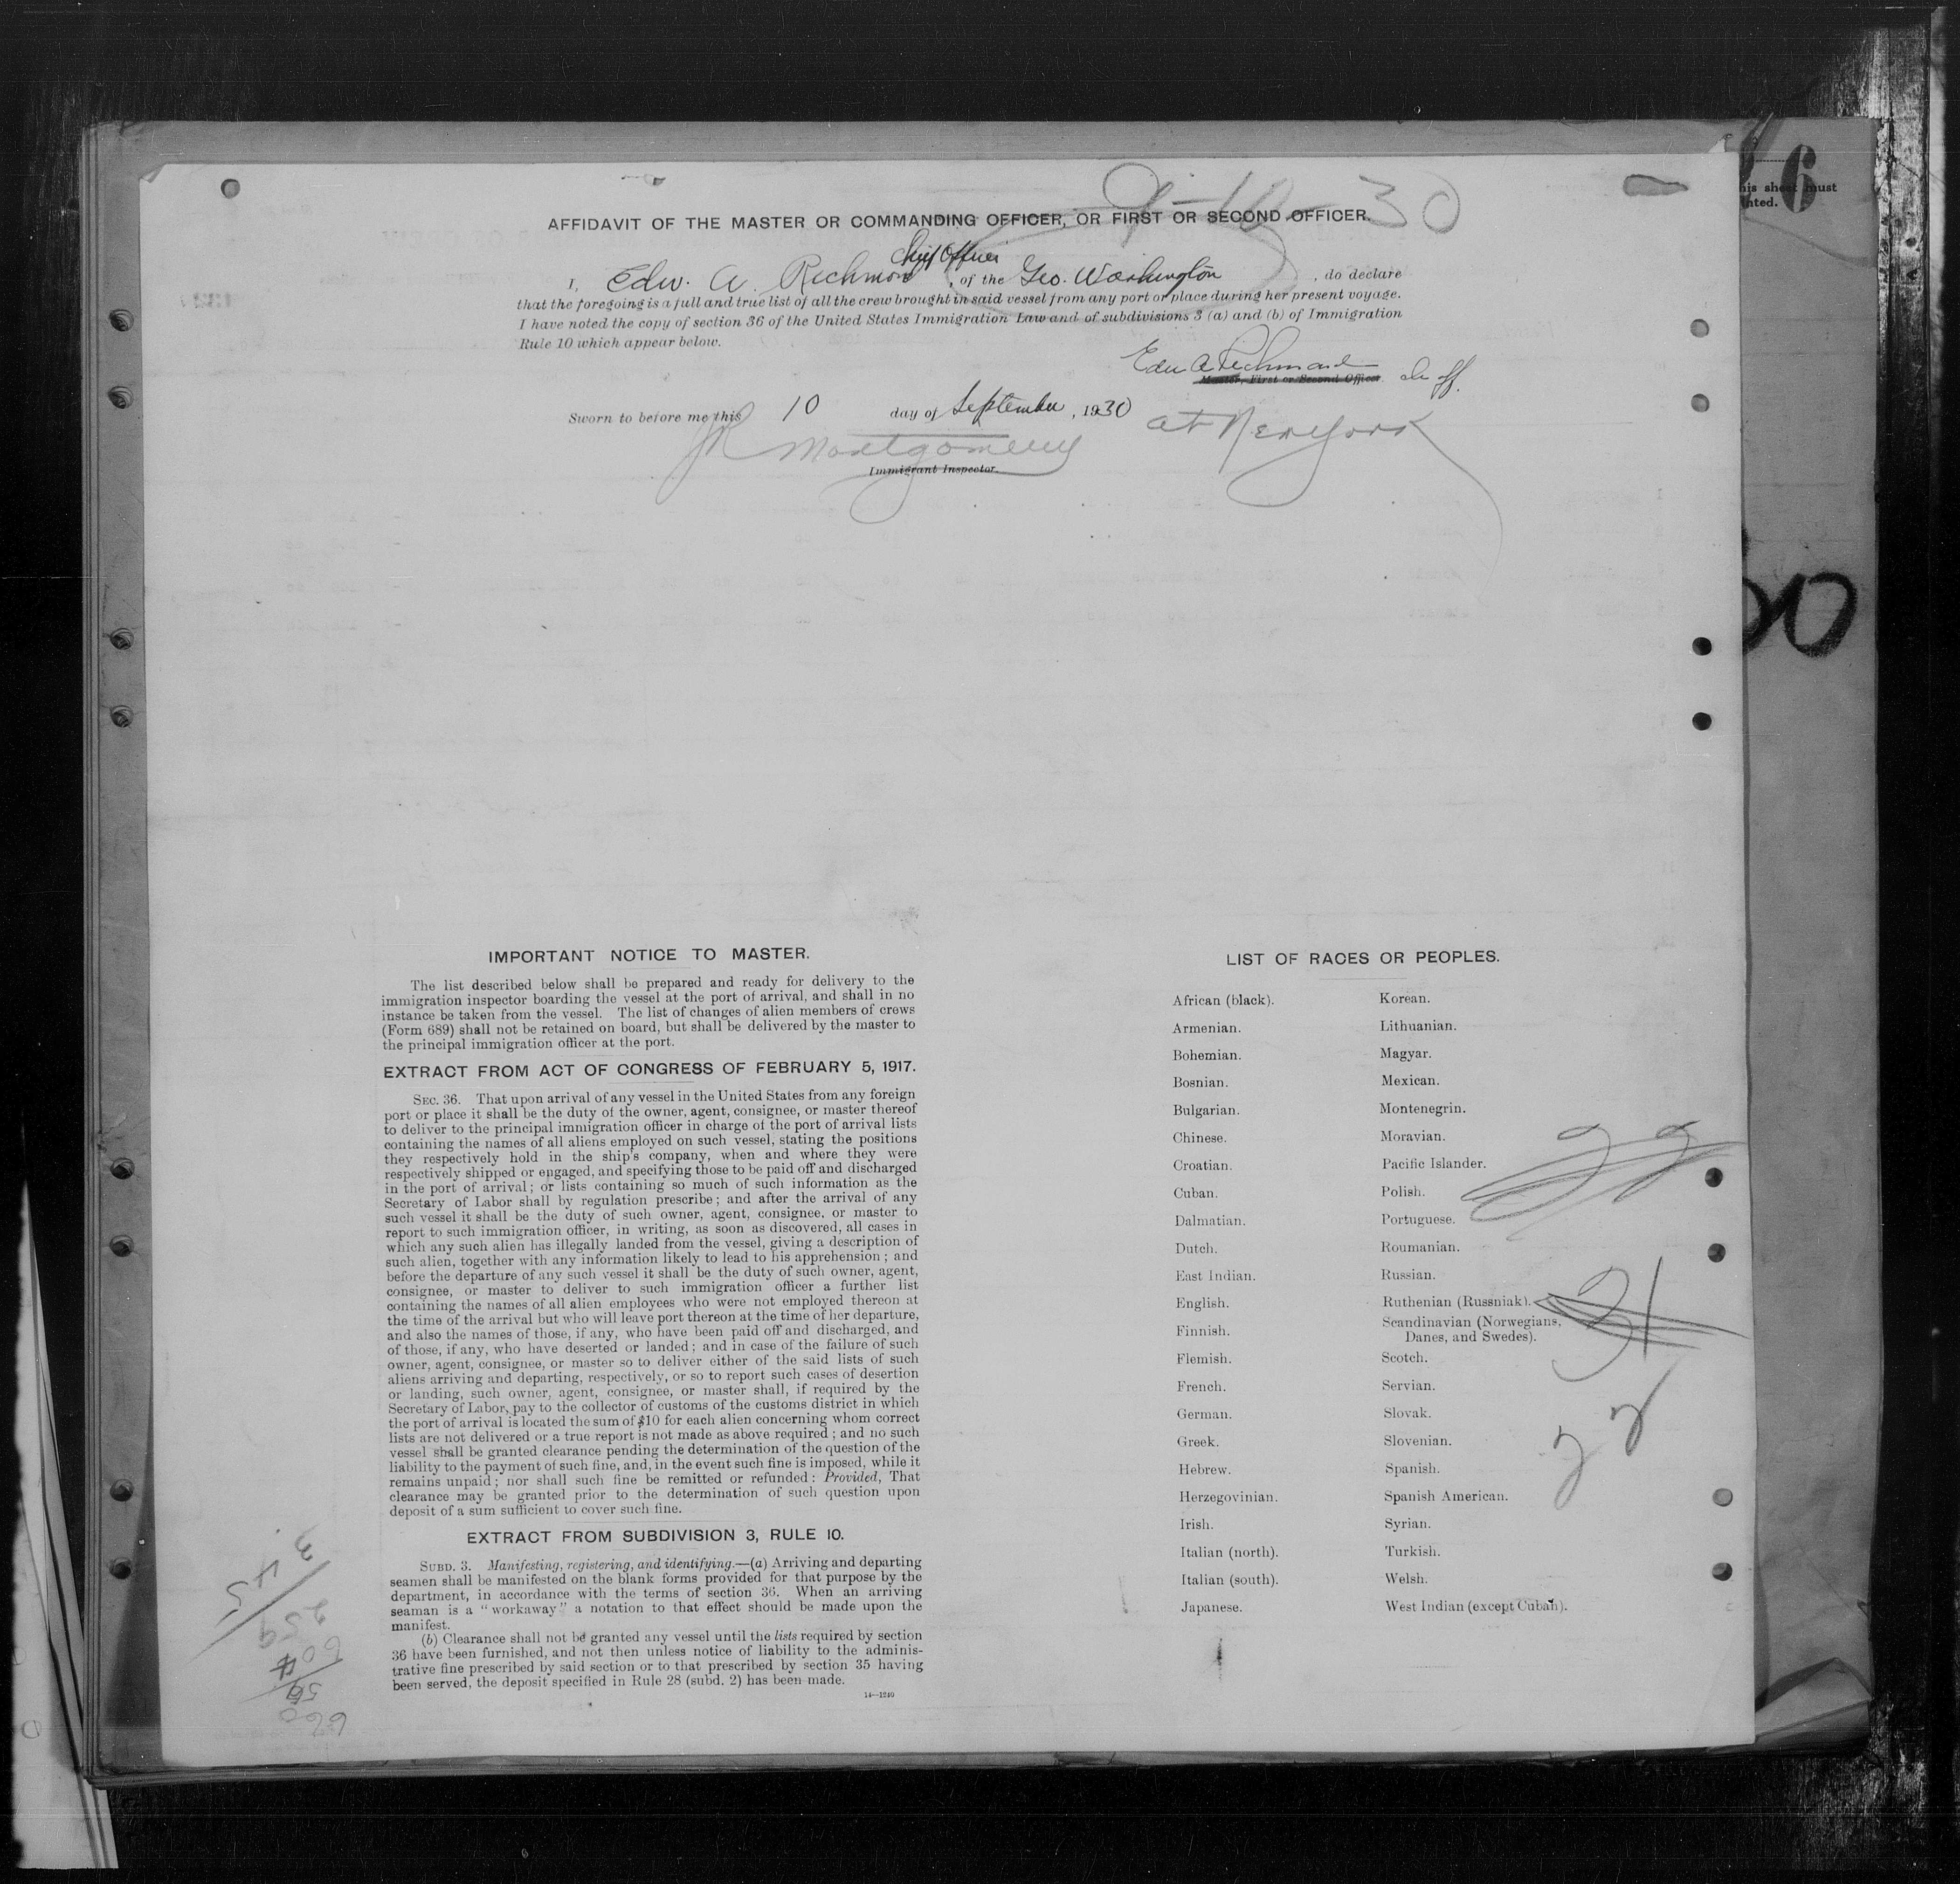 6
his sheet must
nted.
9-10-30
AFFIDAVIT OF THE MASTER OR COMMANDING OFFICER, OR FIRST OR SECOND OFFICER.
Chief Officer
I, Edw. A. Richmond, of the Geo. Washington, do declare
that the foregoing is a full and true list of all the crew brought in said vessel from any port or place during her present voyage.
I have noted the copy of section 36 of the United States Immigration Law and of subdivisions 3 (a) and (b) of Immigration
Rule 10 which appear below.
Edw A Richmond
Master, First or Second Officer. Ch off.
Sworn to before me this 10 day of September, 1930 at New York
Montgomery
Immigrant Inspector.
IMPORTANT NOTICE TO MASTER.
The list described below shall be prepared and ready for delivery to the
immigration inspector boarding the vessel at the port of arrival, and shall in no
instance be taken from the vessel. The list of changes of alien members of crews
(Form 689) shall not be retained on board, but shall be delivered by the master to
the principal immigration officer at the port.
EXTRACT FROM ACT OF CONGRESS OF FEBRUARY 5, 1917.
SEC. 36. That upon arrival of any vessel in the United States from any foreign
port or place it shall be the duty of the owner, agent, consignee, or master thereof
to deliver to the principal immigration officer in charge of the port of arrival lists
containing the names of all aliens employed on such vessel, stating the positions
they respectively hold in the ship's company, when and where they were
respectively shipped or engaged, and specifying those to be paid off and discharged
in the port of arrival; or lists containing so much of such information as the
Secretary of Labor shall by regulation prescribe; and after the arrival of any
such vessel it shall be the duty of such owner, agent, consignee, or master to
report to such immigration officer, in writing, as soon as discovered, all cases in
which any such alien has illegally landed from the vessel, giving a description of
such alien, together with any information likely to lead to his apprehension; and
before the departure of any such vessel it shall be the duty of such owner, agent,
consignee, or master to deliver to such immigration officer a further list
containing the names of all alien employees who were not employed thereon at
the time of the arrival but who will leave port thereon at the time of her departure,
and also the names of those, if any, who have been paid off and discharged, and
of those, if any, who have deserted or landed; and in case of the failure of such
owner, agent, consignee, or master so to deliver either of the said lists of such
aliens arriving and departing, respectively, or so to report such cases of desertion
or landing, such owner, agent, consignee, or master shall, if required by the
Secretary of Labor, pay to the collector of customs of the customs district in which
the port of arrival is located the sum of $10 for each alien concerning whom correct
lists are not delivered or a true report is not made as above required; and no such
vessel shall be granted clearance pending the determination of the question of the
liability to the payment of such fine, and, in the event such fine is imposed, while it
remains unpaid; nor shall such fine be remitted or refunded: Provided, That
clearance may be granted prior to the determination of such question upon
deposit of a sum sufficient to cover such fine.
EXTRACT FROM SUBDIVISION 3, RULE 10.
SUBD. 3. Manifesting, registering, and identifying.—(a) Arriving and departing
seamen shall be manifested on the blank forms provided for that purpose by the
department, in accordance with the terms of section 36. When an arriving
seaman is a "workaway" a notation to that effect should be made upon the
manifest.
(b) Clearance shall not be granted any vessel until the lists required by section
36 have been furnished, and not then unless notice of liability to the adminis-
trative fine prescribed by said section or to that prescribed by section 35 having
been served, the deposit specified in Rule 28 (subd. 2) has been made.
14—1240
LIST OF RACES OR PEOPLES.
African (black).
Armenian.
Bohemian.
Bosnian.
Bulgarian.
Chinese.
Croatian.
Cuban.
Dalmatian.
Dutch.
East Indian.
English.
Finnish.
Flemish.
French.
German.
Greek.
Hebrew.
Herzegovinian.
Irish.
Italian (north).
Italian (south).
Japanese.
Korean.
Lithuanian.
Magyar.
Mexican.
Montenegrin.
Moravian.
Pacific Islander.
Polish.
Portuguese.
Roumanian.
Russian.
Ruthenian (Russniak).
Scandinavian (Norwegians,
Danes, and Swedes).
Scotch.
Servian.
Slovak.
Slovenian.
Spanish.
Spanish American.
Syrian.
Turkish.
Welsh.
West Indian (except Cuban).
31